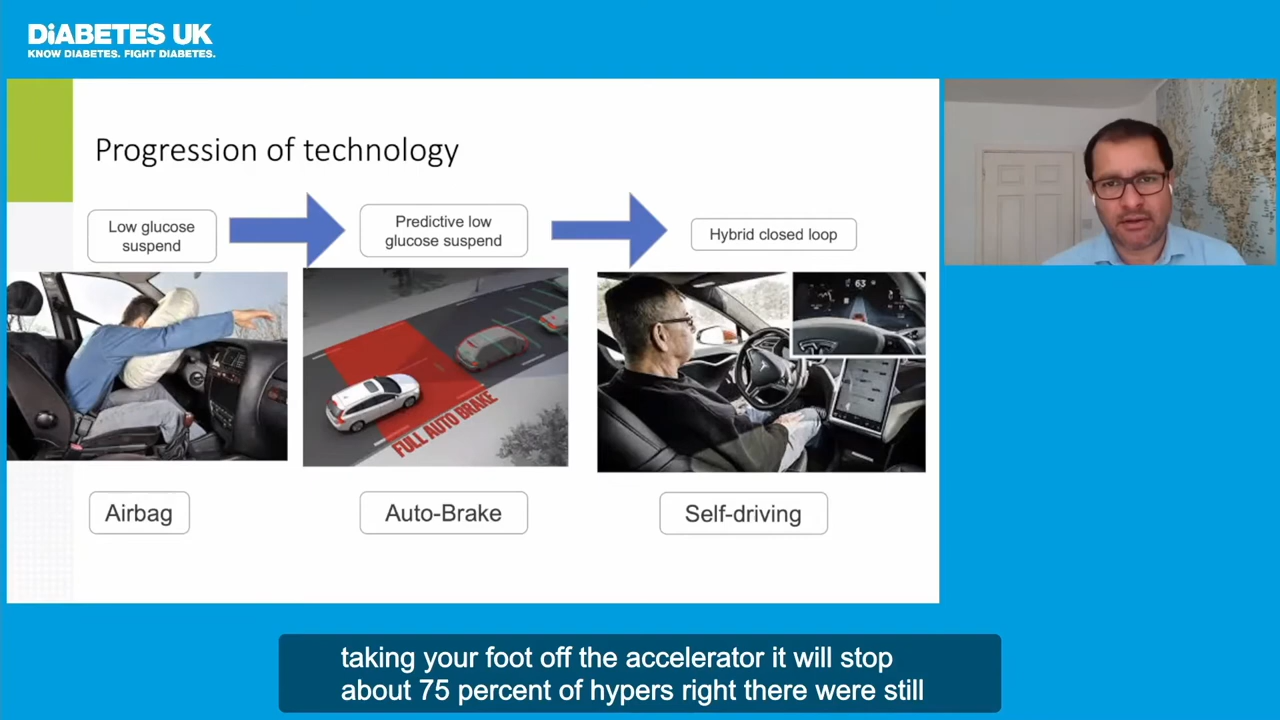 DiABETES UK
KNOW DIABETES. FIGHT DIABETES.
Progression of technology
Low glucose
suspend
Predictive low
glucose suspend
Hybrid closed loop
63
FULL AUTO BRAKE
Airbag
Auto-Brake
Self-driving
taking your foot off the accelerator it will stop
about 75 percent of hypers right there were still